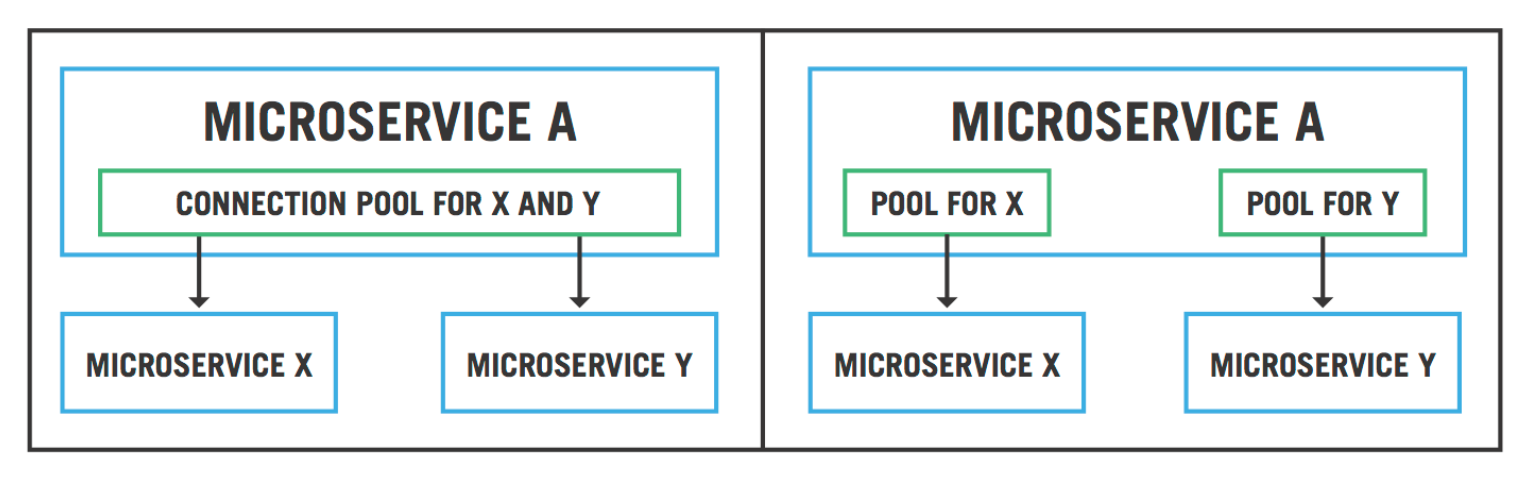 MICROSERVICE A
CONNECTION POOL FOR X AND Y
MICROSERVICE X
MICROSERVICE Y
MICROSERVICE A
POOL FOR X
POOL FOR Y
MICROSERVICE X
MICROSERVICE Y